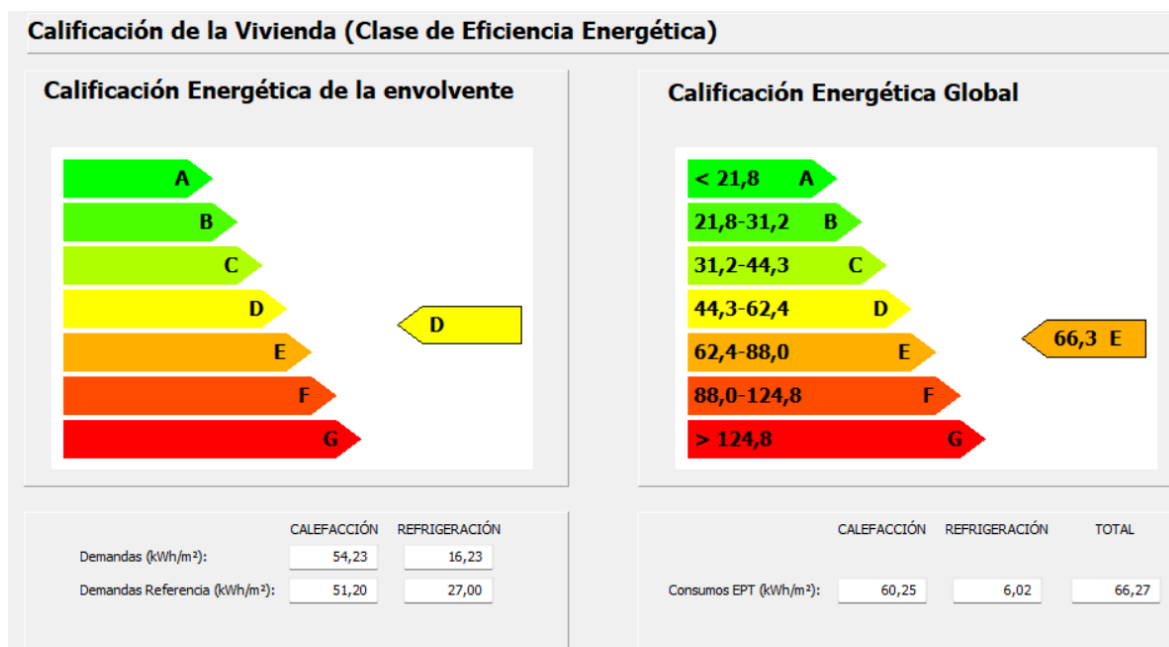 Calificación de la Vivienda (Clase de Eficiencia Energética)
Calificación Energética de la envolvente
A
B
C
D
E
F
G
D
CALEFACCIÓN REFRIGERACIÓN
Demandas (kWh/m²): 54,23 16,23
Demandas Referencia (kWh/m²): 51,20 27,00
Calificación Energética Global
< 21,8 A
21,8-31,2 B
31,2-44,3 C
44,3-62,4 D
62,4-88,0 E
88,0-124,8 F
> 124,8 G
66,3 E
CALEFACCIÓN REFRIGERACIÓN TOTAL
Consumos EPT (kWh/m²): 60,25 6,02 66,27